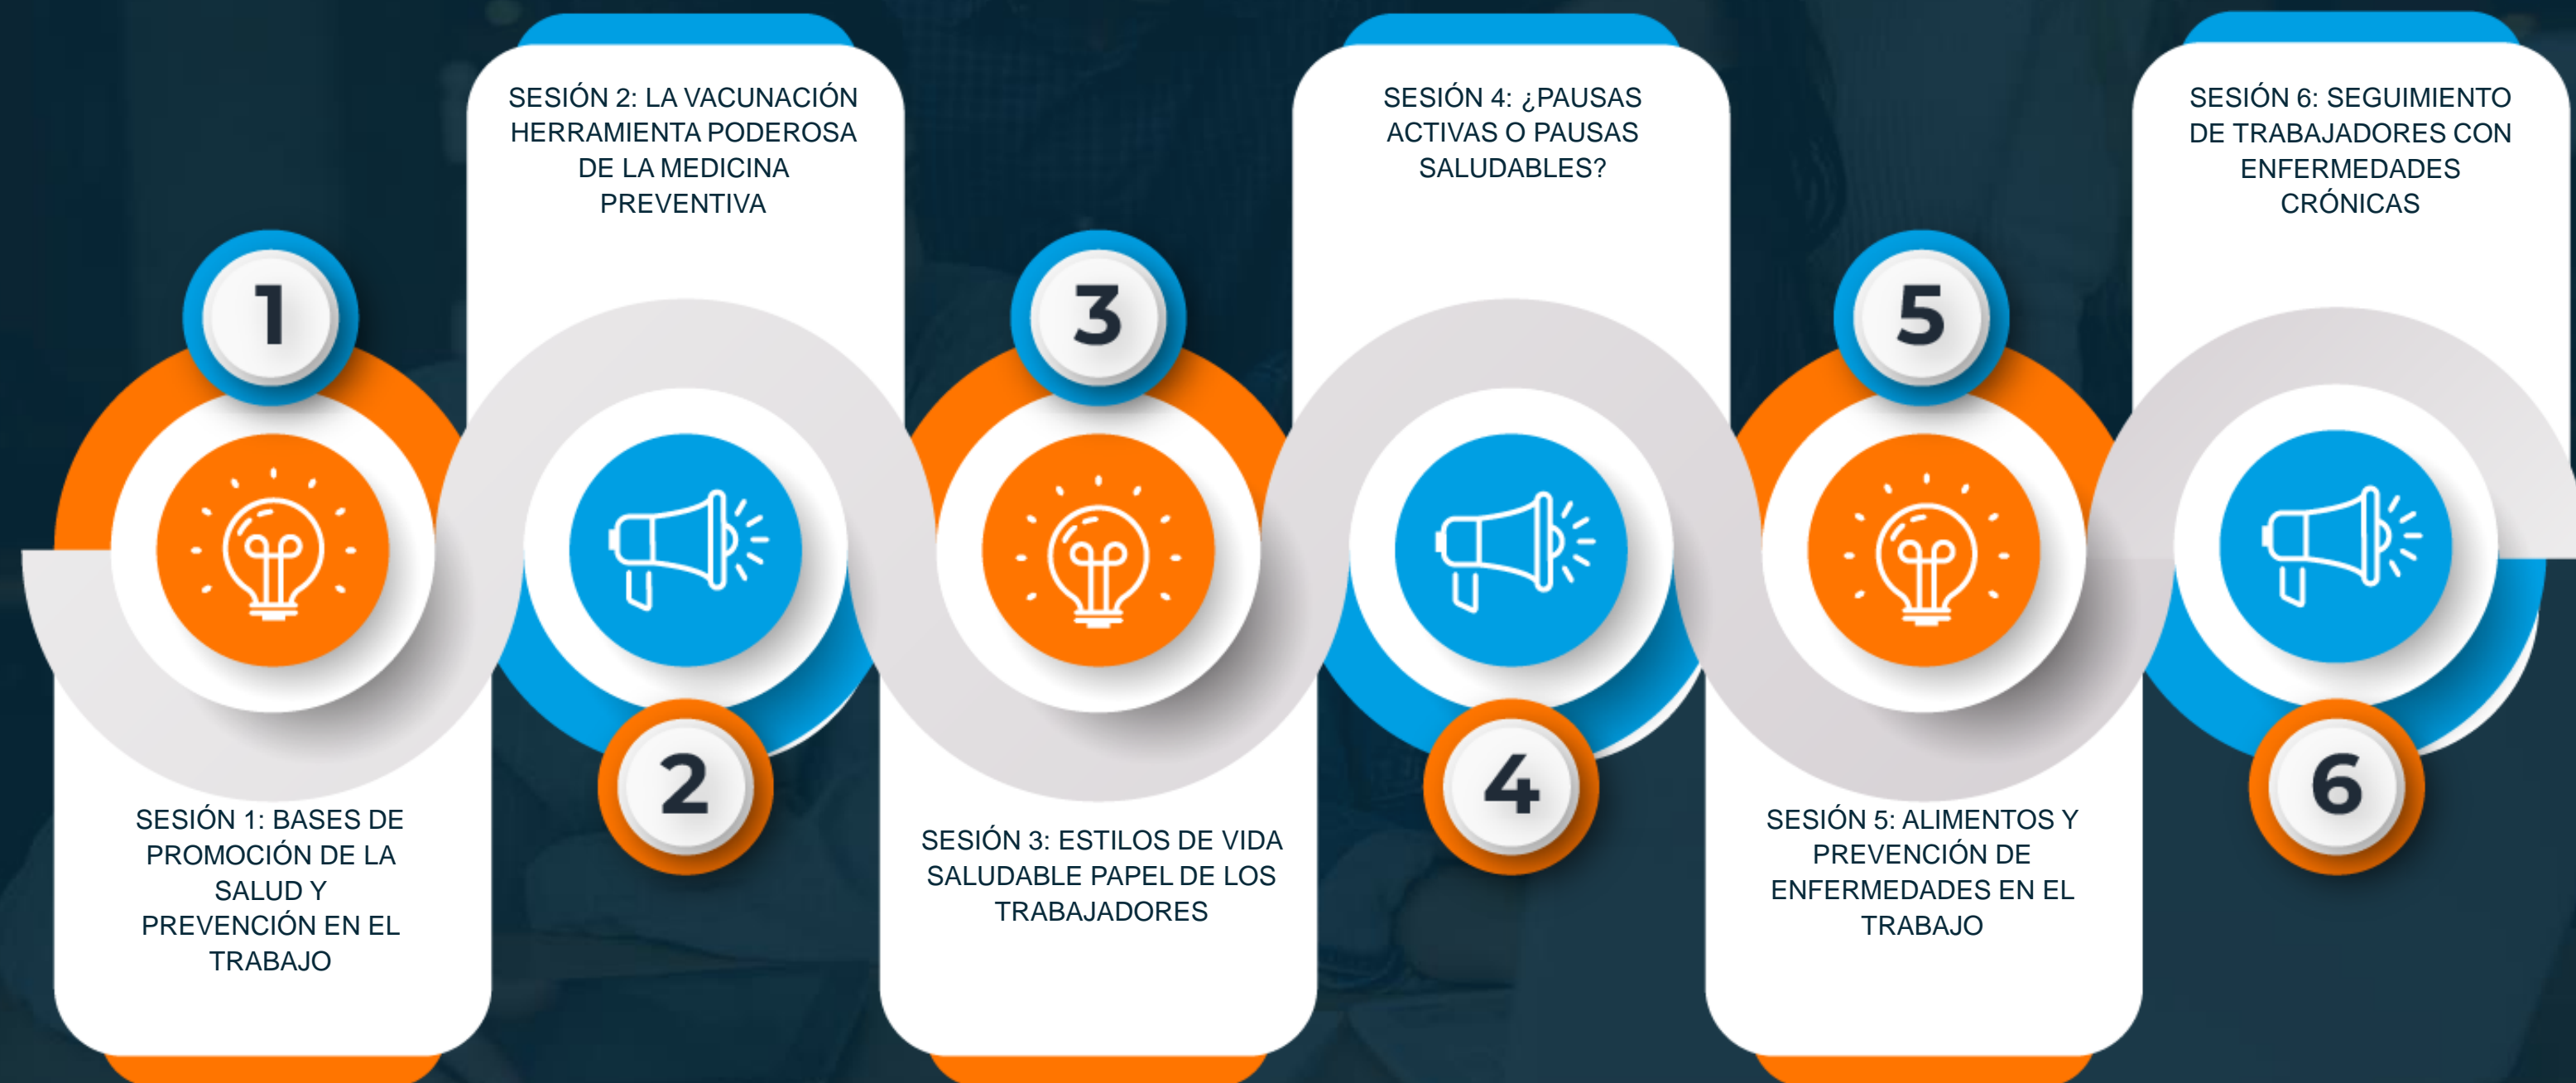 1
SESIÓN 1: BASES DE
PROMOCIÓN DE LA
SALUD Y
PREVENCIÓN EN EL
TRABAJO
SESIÓN 2: LA VACUNACIÓN
HERRAMIENTA PODEROSA
DE LA MEDICINA
PREVENTIVA
2
3
SESIÓN 3: ESTILOS DE VIDA
SALUDABLE PAPEL DE LOS
TRABAJADORES
SESIÓN 4: ¿PAUSAS
ACTIVAS O PAUSAS
SALUDABLES?
4
5
SESIÓN 5: ALIMENTOS Y
PREVENCIÓN DE
ENFERMEDADES EN EL
TRABAJO
SESIÓN 6: SEGUIMIENTO
DE TRABAJADORES CON
ENFERMEDADES
CRÓNICAS
6